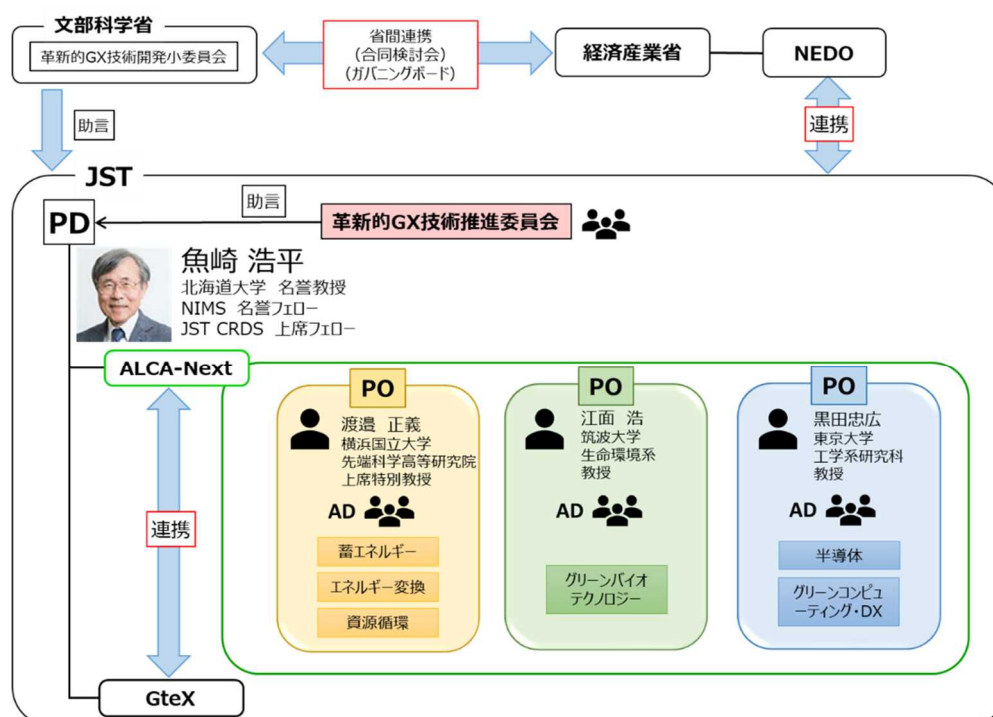 文部科学省
革新的GX技術開発小委員会
省間連携
(合同検討会)
(ガバニングボード)
経済産業省
NEDO
助言
連携
JST
PD
助言
革新的GX技術推進委員会
魚崎 浩平
北海道大学 名誉教授
NIMS 名誉フェロー
JST CRDS 上席フェロー
ALCA-Next
PO
渡邉 正義
横浜国立大学
先端科学高等研究院
上席特別教授
AD
蓄エネルギー
エネルギー変換
資源循環
PO
江面 浩
筑波大学
生命環境系
教授
AD
グリーンバイオ
テクノロジー
PO
黒田忠広
東京大学
工学系研究科
教授
AD
半導体
グリーンコンピュ
ーティング・DX
連携
GteX